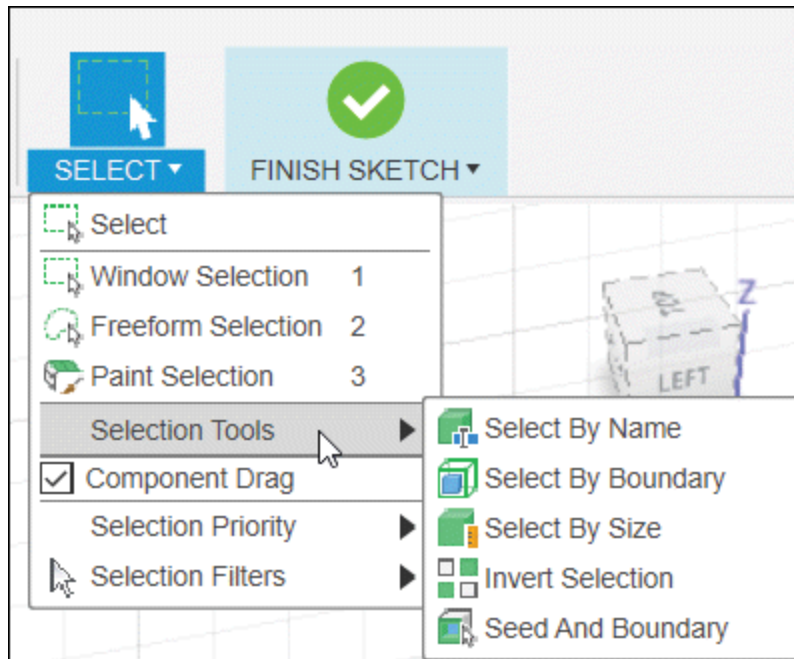 SELECT
FINISH SKETCH
Select
Window Selection 1
Freeform Selection 2
Paint Selection 3
Selection Tools
Component Drag
Selection Priority
Selection Filters
Select By Name
Select By Boundary
Select By Size
Invert Selection
Seed And Boundary
TOP
Z
LEFT